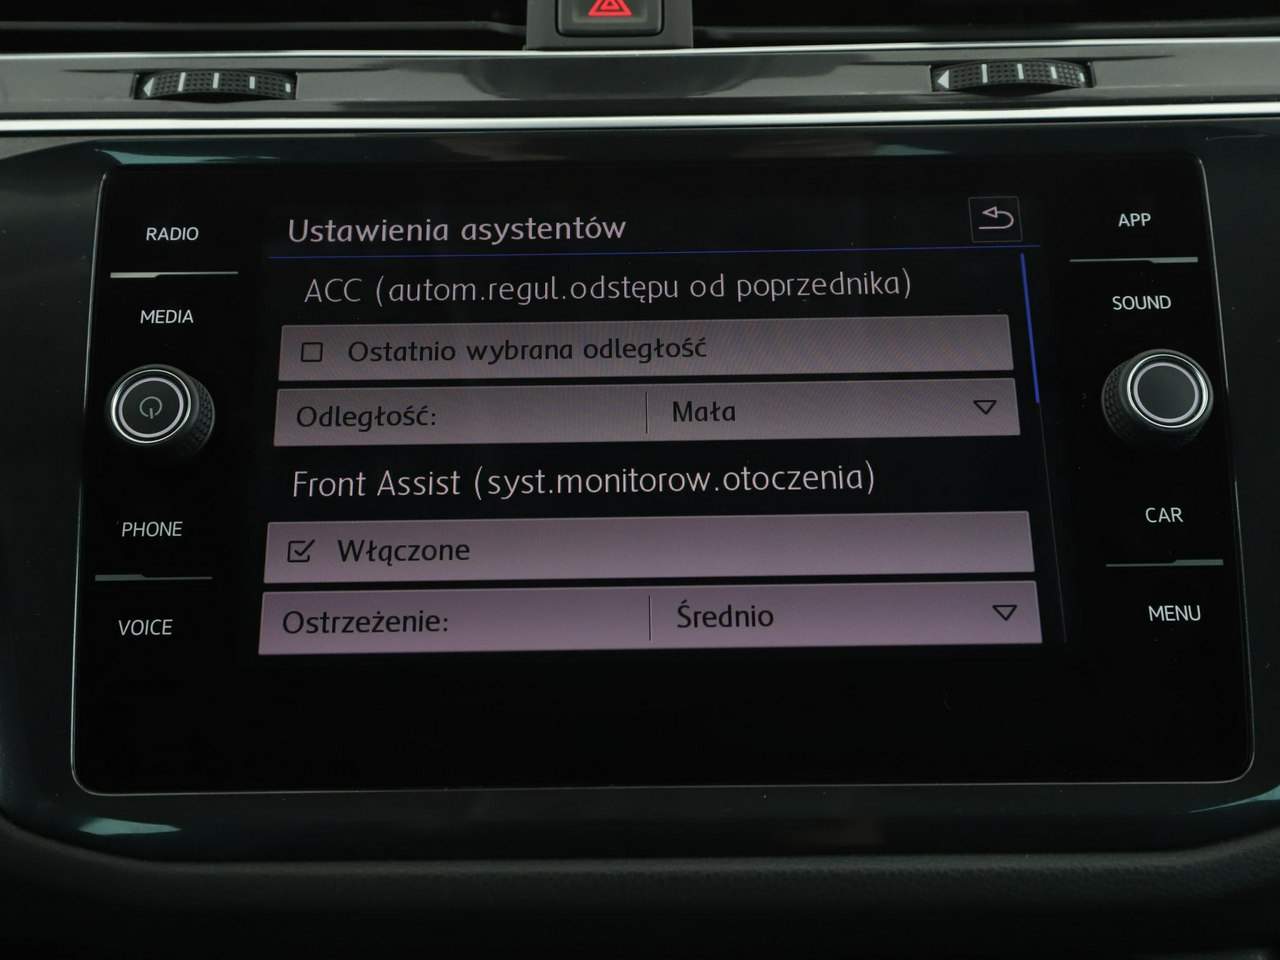 RADIO
MEDIA
PHONE
VOICE
Ustawienia asystentów
ACC (autom.regul.odstępu od poprzednika)
Ostatnio wybrana odległość
Odległość: Mała
Front Assist (syst.monitorow.otoczenia)
Włączone
Ostrzeżenie: Średnio
APP
SOUND
CAR
MENU